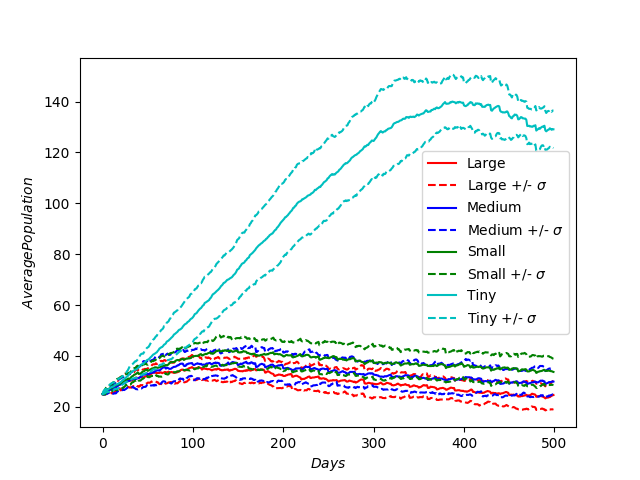 140
120
100
80
60
40
20
AveragePopulation
0 100 200 300 400 500
Days
Large
Large +/- σ
Medium
Medium +/- σ
Small
Small +/- σ
Tiny
Tiny +/- σ